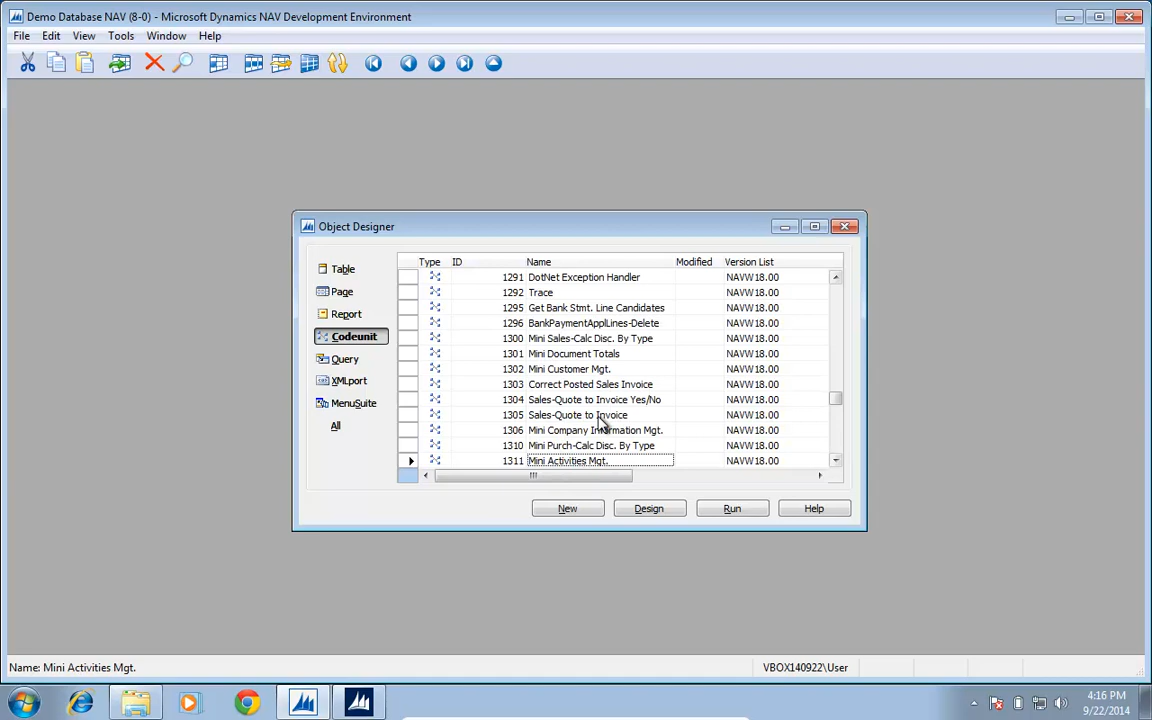 Demo Database NAV (8-0) - Microsoft Dynamics NAV Development Environment
File Edit View Tools Window Help
Object Designer
Table
Page
Report
Codeunit
Query
XMLport
MenuSuite
All
Type ID Name Modified Version List
1291 DotNet Exception Handler NAVW18.00
1292 Trace NAVW18.00
1295 Get Bank Stmt. Line Candidates NAVW18.00
1296 BankPaymentApplLines-Delete NAVW18.00
1300 Mini Sales-Calc Disc. By Type NAVW18.00
1301 Mini Document Totals NAVW18.00
1302 Mini Customer Mgt. NAVW18.00
1303 Correct Posted Sales Invoice NAVW18.00
1304 Sales-Quote to Invoice Yes/No NAVW18.00
1305 Sales-Quote to Invoice NAVW18.00
1306 Mini Company Information Mgt. NAVW18.00
1310 Mini Purch-Calc Disc. By Type NAVW18.00
1311 Mini Activities Mgt. NAVW18.00
New Design Run Help
Name: Mini Activities Mgt. VBOX140922\User
4:16 PM
9/22/2014